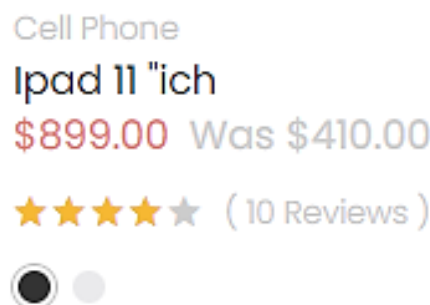 Cell Phone
Ipad 11 "ich
$899.00 Was $410.00
( 10 Reviews )